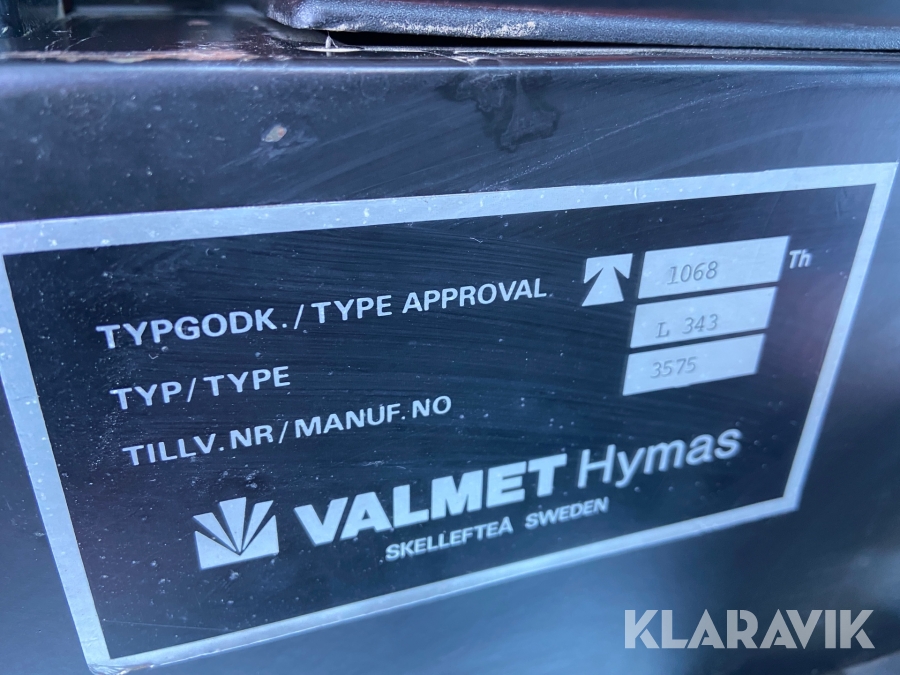 TYPGODK./TYPE APPROVAL 1068 Th
TYP/TYPE L 343
TILLV.NR/MANUF.NO 3575
VALMET Hymas
SKELLEFTEA SWEDEN
KLARAVIK